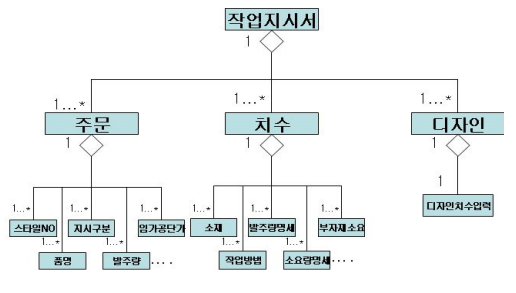 작업지시서
1
1...* 1...* 1...*
주문 치수 디자인
1 1 1
1...* 1...* 1...* 1...* 1...* 1...* 1
스타일NO 지시구분 임가공단가 소재 발주량명세 부자재소요 디자인치수입력
1...* 1...* 1...* 1...*
품명 발주량 .... 작업방법 소요량명세 ....